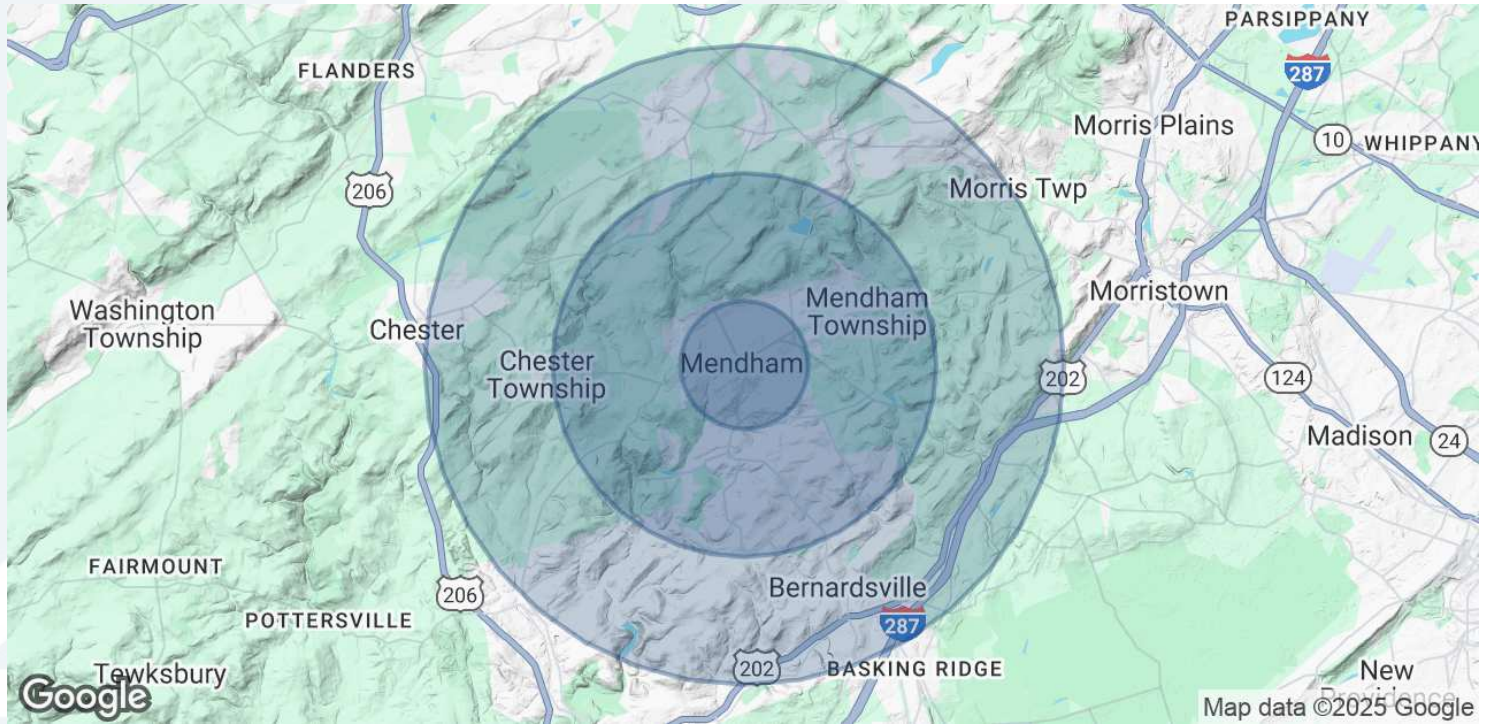 PARSIPPANY
FLANDERS
287
Morris Plains
10
WHIPPANY
206
Morris Twp
Washington
Township
Chester
Mendham
Township
Morristown
Chester
Township
Mendham
202
124
Madison
24
FAIRMOUNT
Bernardsville
206
POTTERSVILLE
287
202
BASKING RIDGE
Tewksbury
New
Providence
Google
Map data ©2025 Google